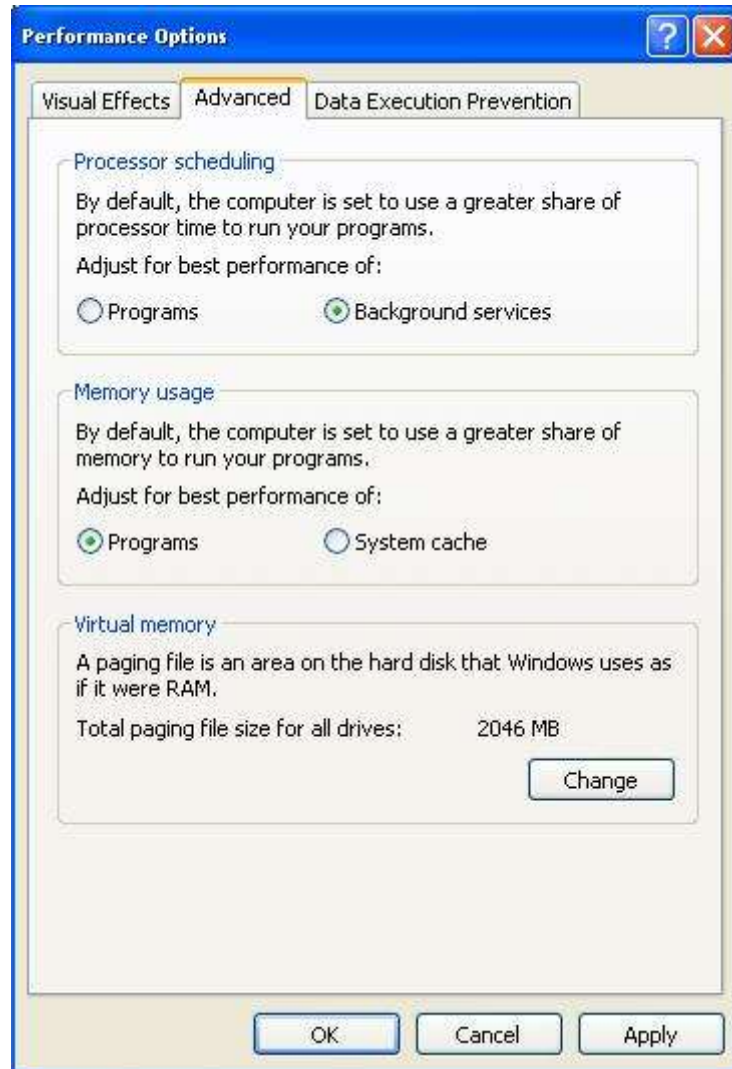 Performance Options
?
Visual Effects
Advanced
Data Execution Prevention
Processor scheduling
By default, the computer is set to use a greater share of
processor time to run your programs.
Adjust for best performance of:
Programs
Background services
Memory usage
By default, the computer is set to use a greater share of
memory to run your programs.
Adjust for best performance of:
Programs
System cache
Virtual memory
A paging file is an area on the hard disk that Windows uses as
if it were RAM.
Total paging file size for all drives: 2046 MB
Change
OK
Cancel
Apply